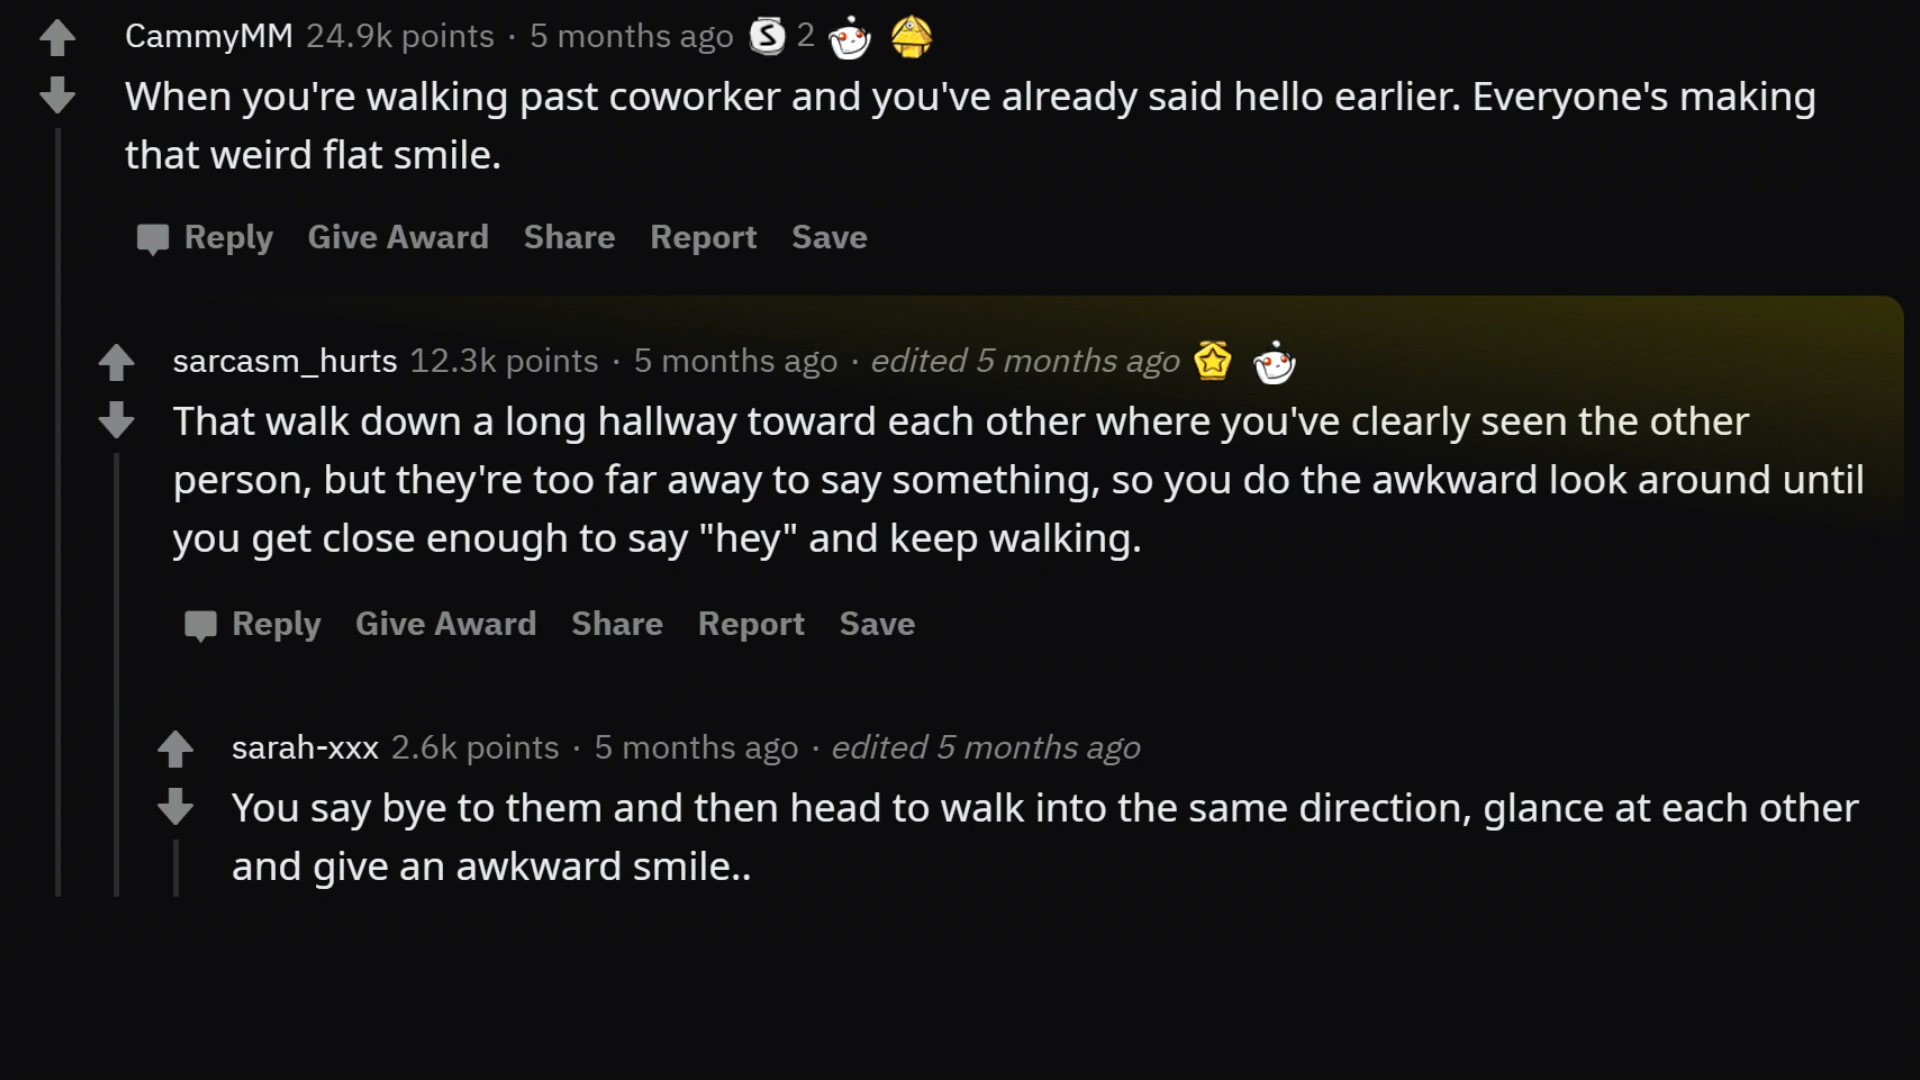 CammyMM 24.9k points · 5 months ago S 2
When you're walking past coworker and you've already said hello earlier. Everyone's making
that weird flat smile.
Reply Give Award Share Report Save
sarcasm_hurts 12.3k points · 5 months ago · edited 5 months ago
That walk down a long hallway toward each other where you've clearly seen the other
person, but they're too far away to say something, so you do the awkward look around until
you get close enough to say "hey" and keep walking.
Reply Give Award Share Report Save
sarah-xxx 2.6k points · 5 months ago · edited 5 months ago
You say bye to them and then head to walk into the same direction, glance at each other
and give an awkward smile..